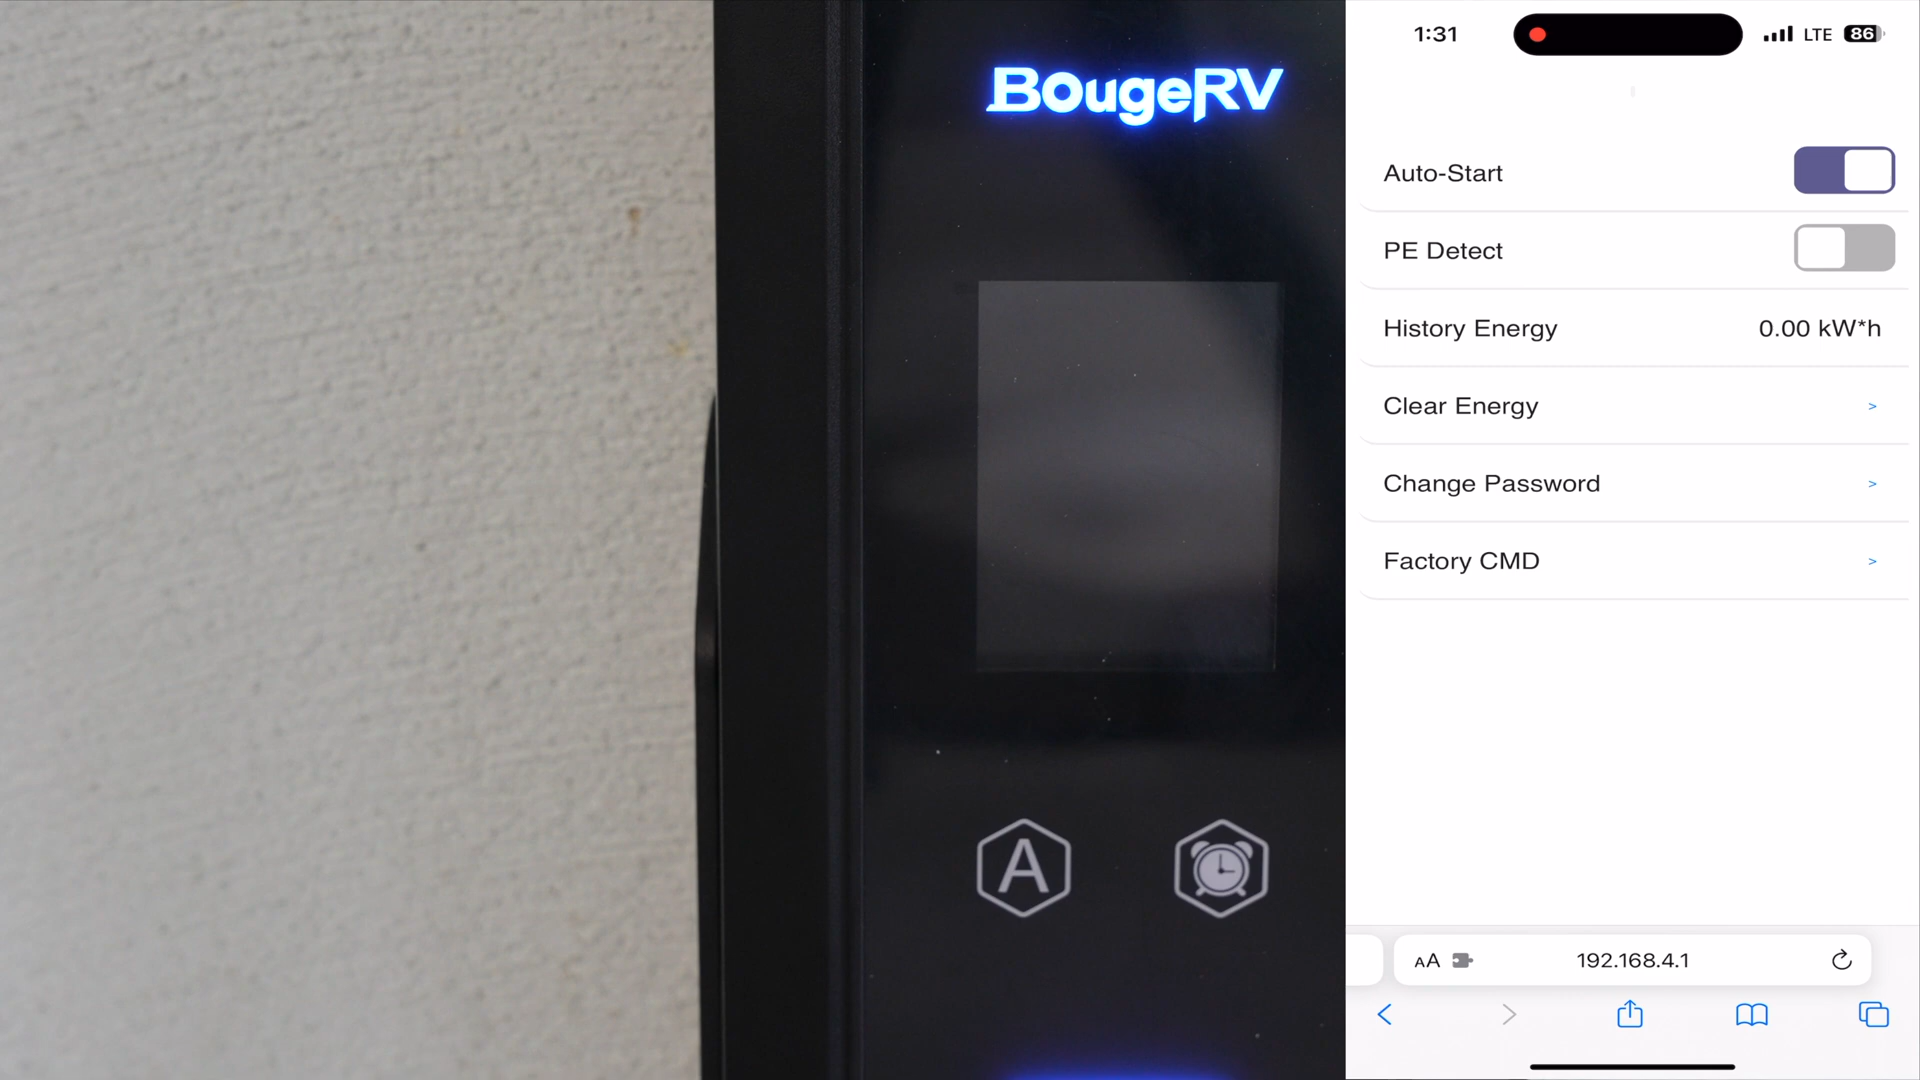 BougeRV
A
1:31
LTE
86
Auto-Start
PE Detect
History Energy 0.00 kW*h
Clear Energy >
Change Password >
Factory CMD >
AA
192.168.4.1